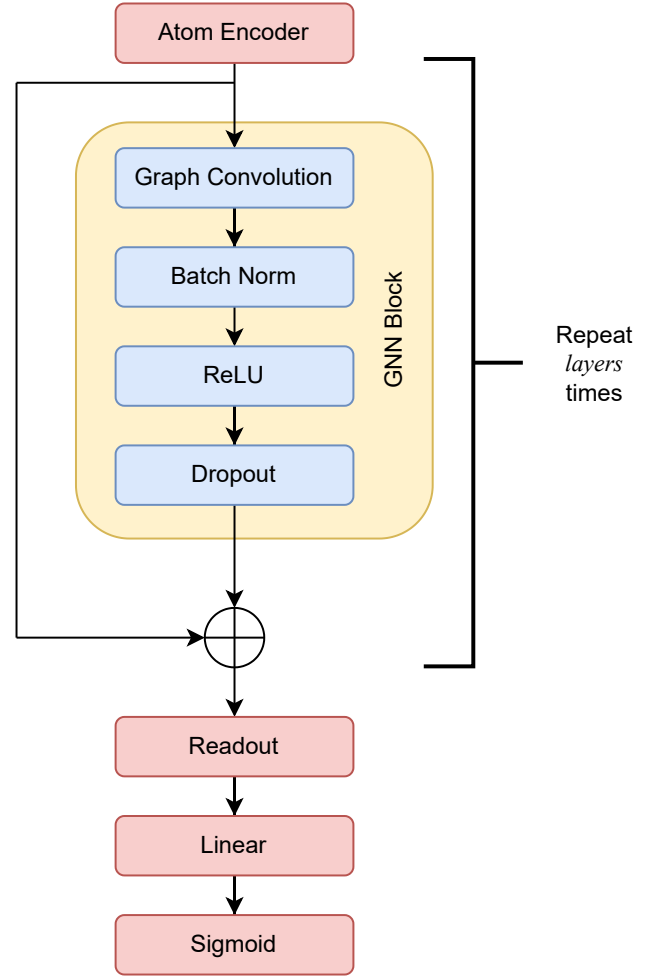 Atom Encoder
Graph Convolution
Batch Norm
ReLU
Dropout
GNN Block
Repeat
layers
times
Readout
Linear
Sigmoid